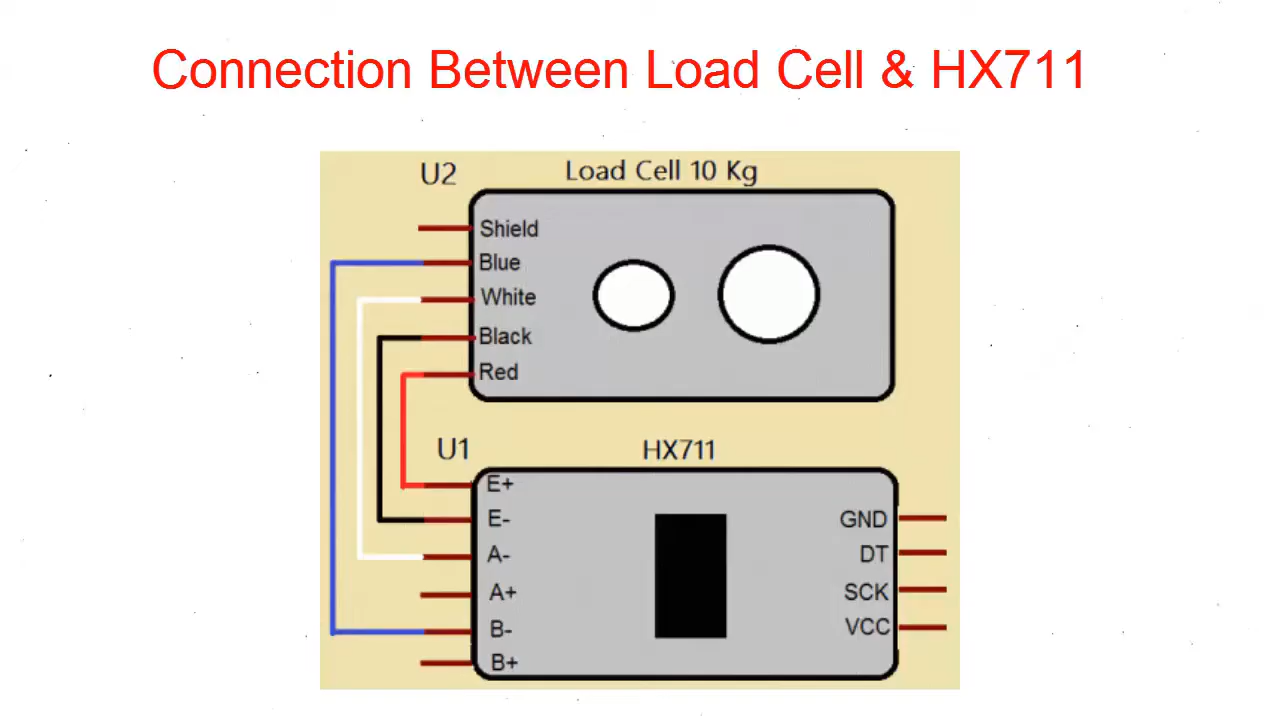 Connection Between Load Cell & HX711
U2
Load Cell 10 Kg
Shield
Blue
White
Black
Red
U1
HX711
E+
E-
A-
A+
B-
B+
GND
DT
SCK
VCC